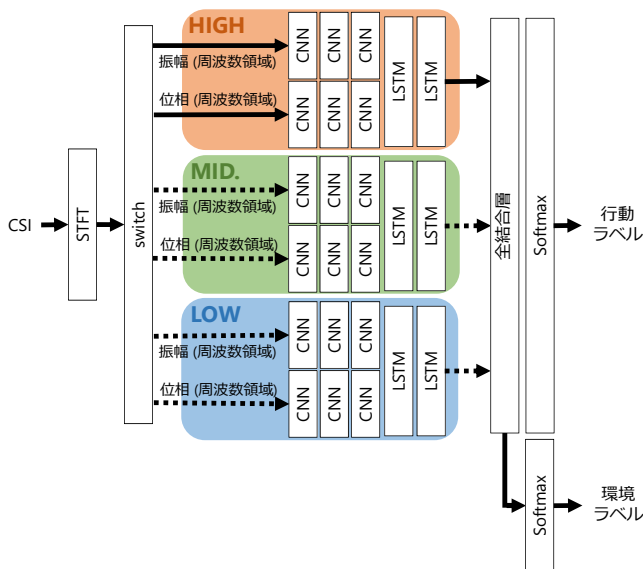 CSI
STFT
switch
HIGH
振幅 (周波数領域)
位相 (周波数領域)
CNN
CNN
CNN
CNN
CNN
CNN
LSTM
LSTM
MID.
振幅 (周波数領域)
位相 (周波数領域)
CNN
CNN
CNN
CNN
CNN
CNN
LSTM
LSTM
LOW
振幅 (周波数領域)
位相 (周波数領域)
CNN
CNN
CNN
CNN
CNN
CNN
LSTM
LSTM
全結合層
Softmax
行動
ラベル
Softmax
環境
ラベル